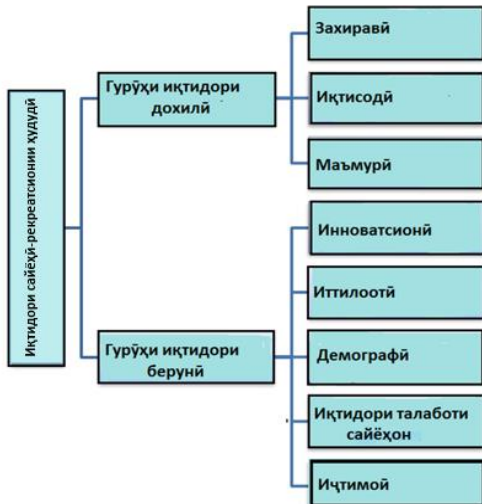 Иқтидори сайёҳӣ-рекреатсионии ҳудудӣ
Гурӯҳи иқтидори
дохилӣ
Захиравӣ
Иқтисодӣ
Маъмурӣ
Гурӯҳи иқтидори
берунӣ
Инноватсионӣ
Иттилоотӣ
Демографӣ
Иқтидори талаботи
сайёҳон
Иҷтимоӣ